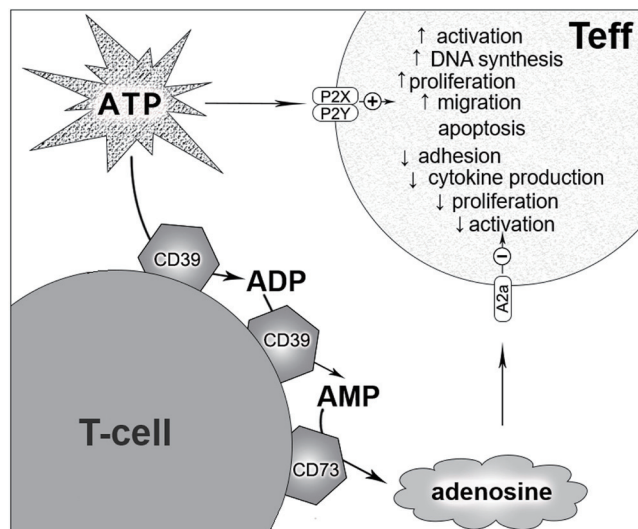 Teff
↑ activation
↑ DNA synthesis
↑ proliferation
↑ migration
apoptosis
↓ adhesion
↓ cytokine production
↓ proliferation
↓ activation
ATP
P2X
P2Y
+
−
A2a
CD39
ADP
CD39
AMP
T-cell
CD73
adenosine